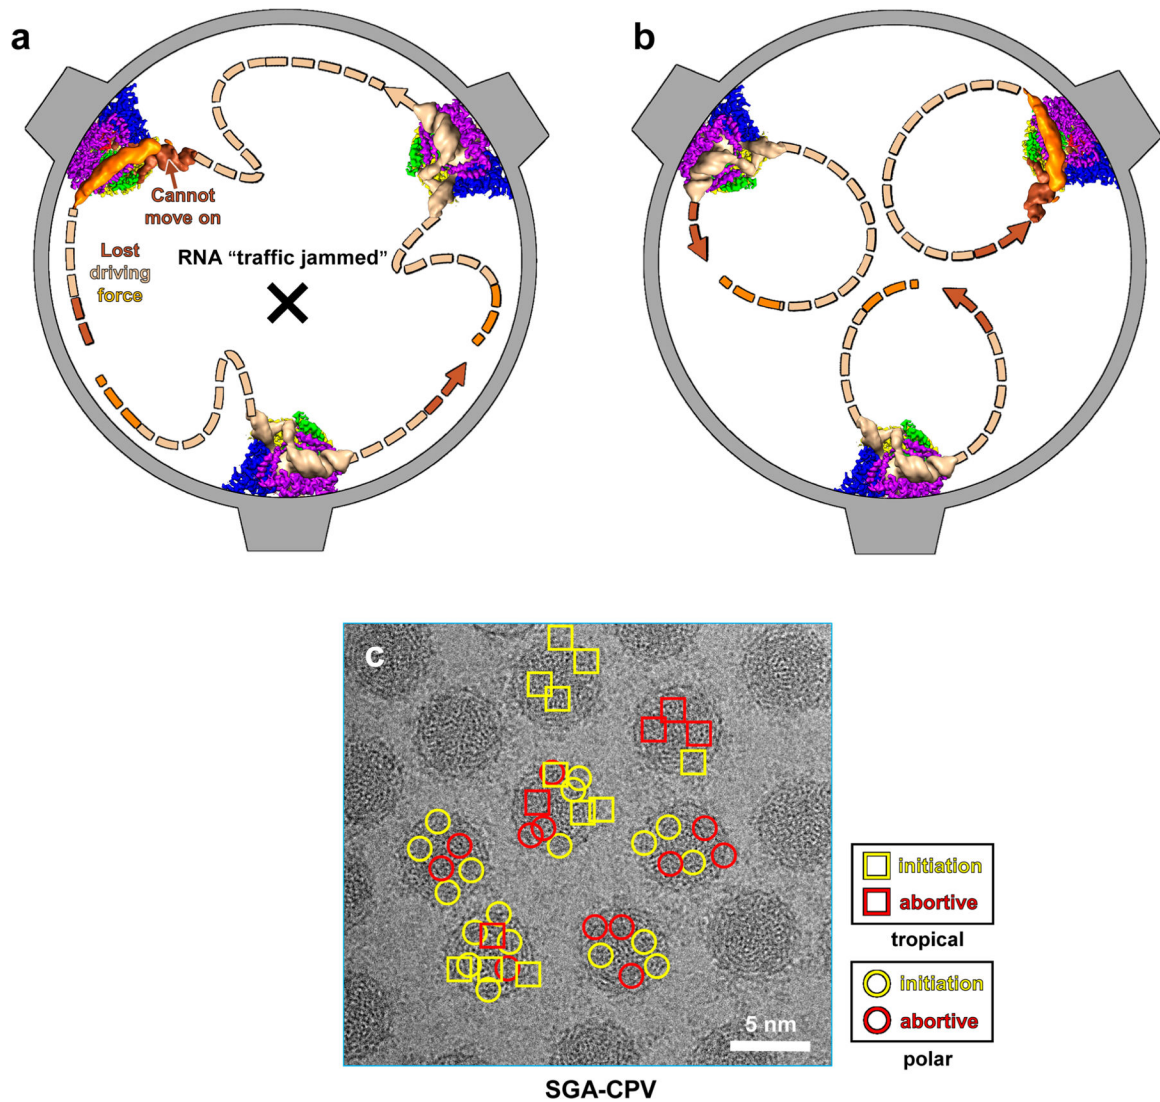 a
b
Cannot
move on
Lost
driving
force
RNA “traffic jammed”
c
5 nm
SGA-CPV
initiation
abortive
tropical
initiation
abortive
polar